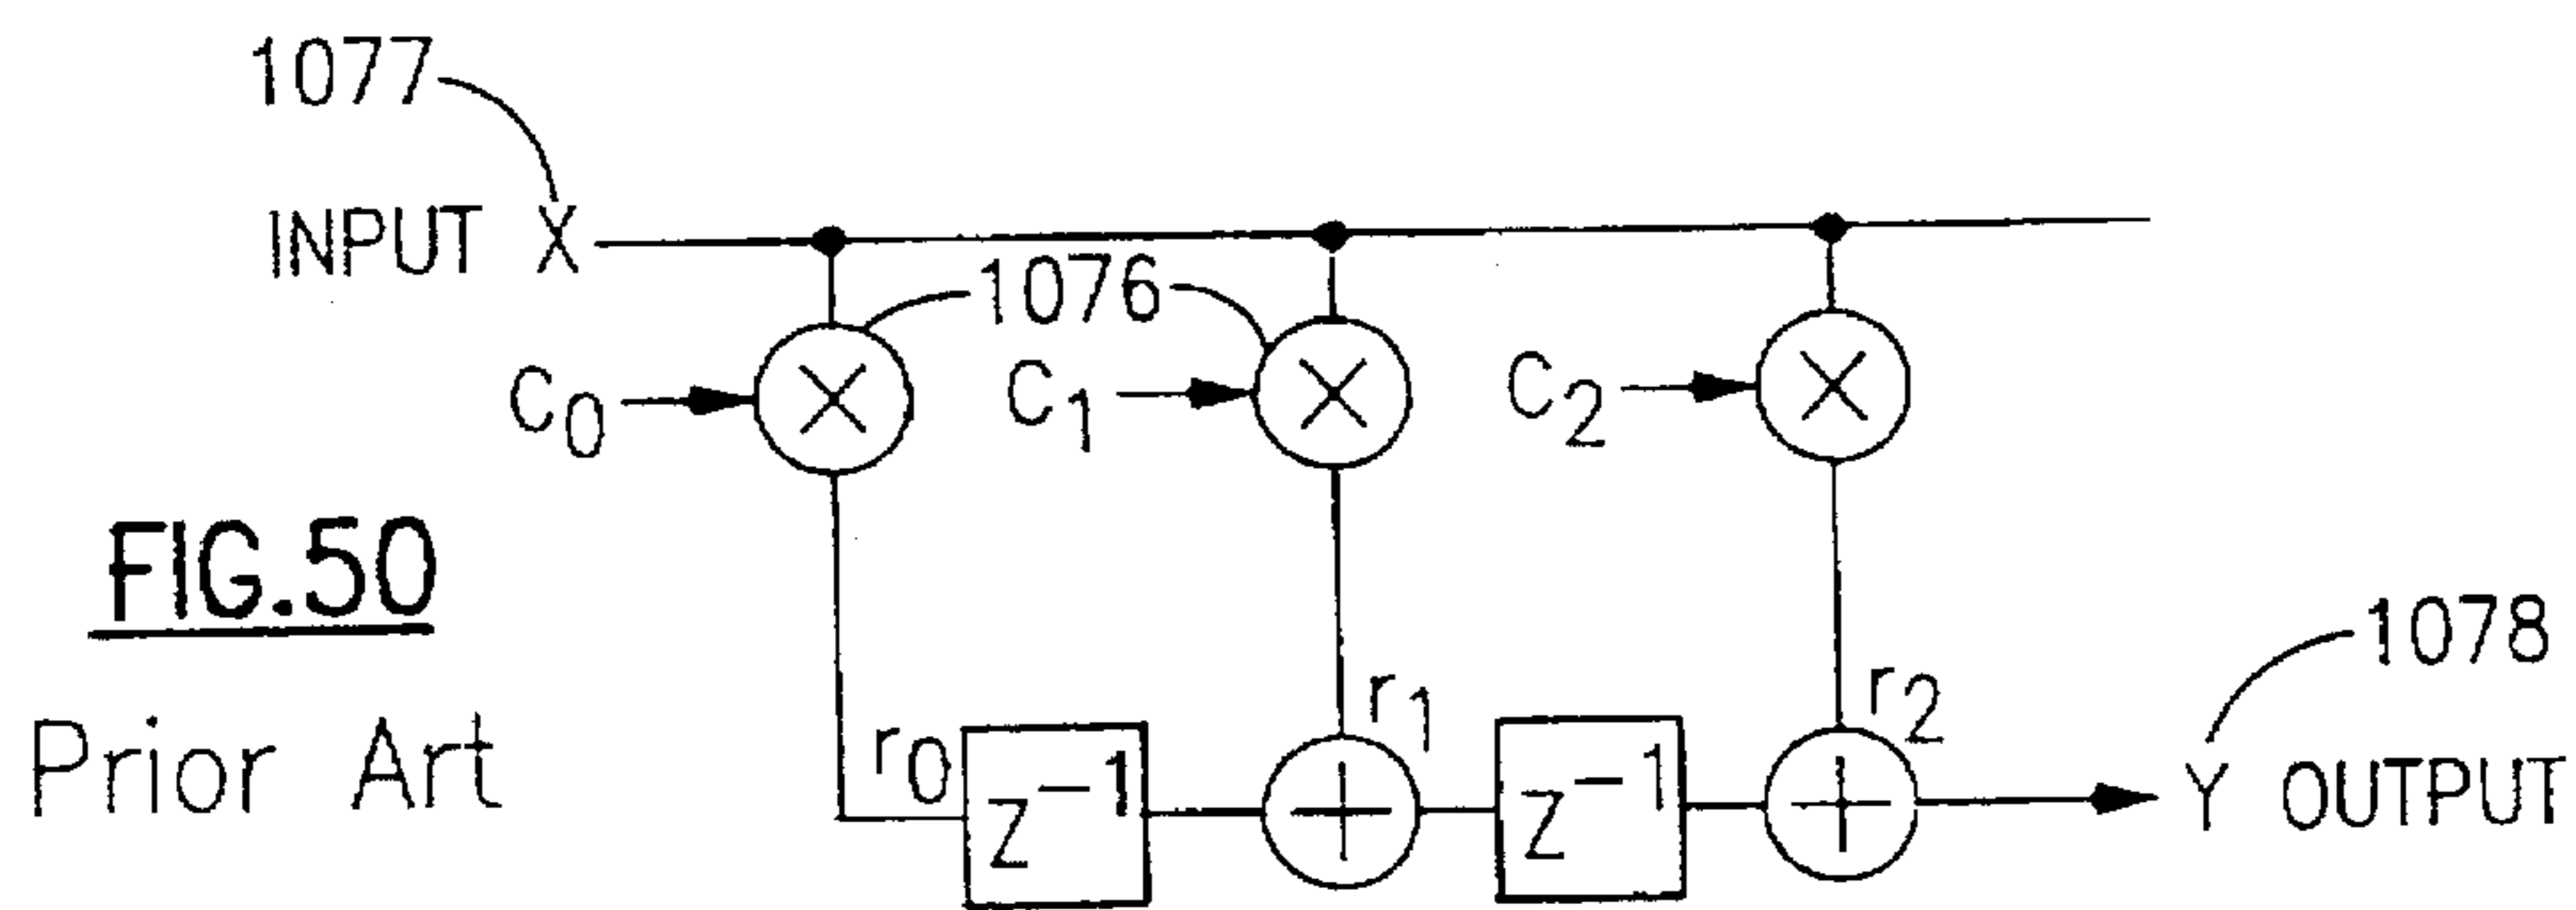 1077
INPUT X
1076
C0
C1
C2
FIG.50
Prior Art
r0
z-1
r1
z-1
r2
1078
Y OUTPUT